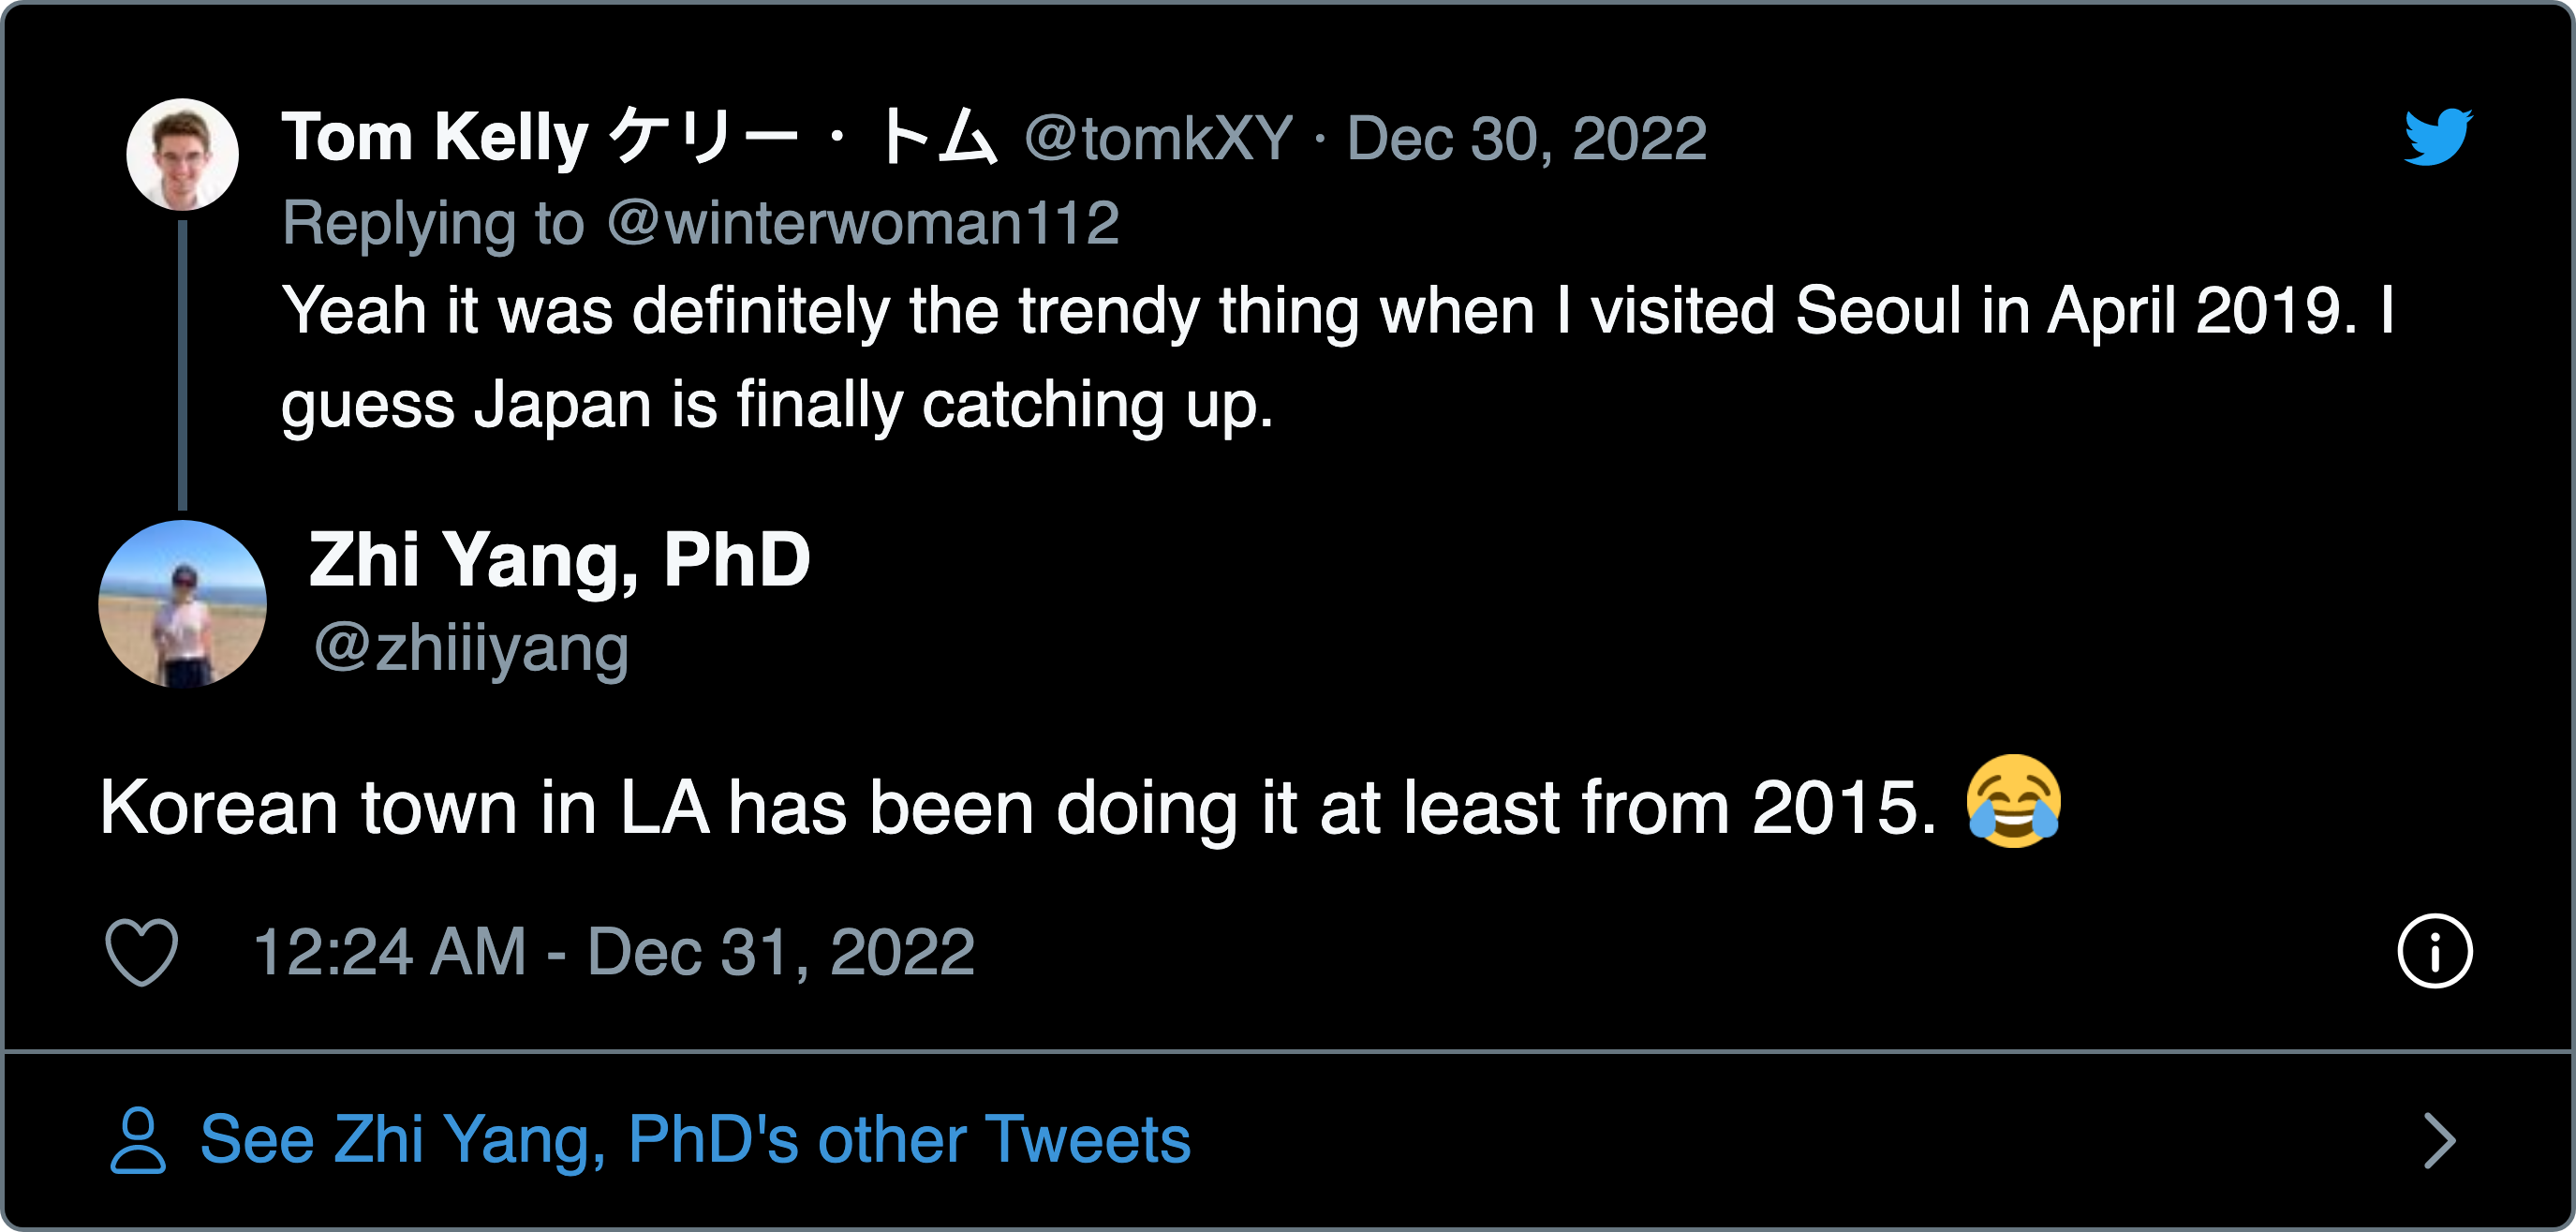 Tom Kelly ケリー・トム @tomkXY · Dec 30, 2022
Replying to @winterwoman112
Yeah it was definitely the trendy thing when I visited Seoul in April 2019. I
guess Japan is finally catching up.
Zhi Yang, PhD
@zhiiiyang
Korean town in LA has been doing it at least from 2015. 😂
12:24 AM - Dec 31, 2022
See Zhi Yang, PhD's other Tweets